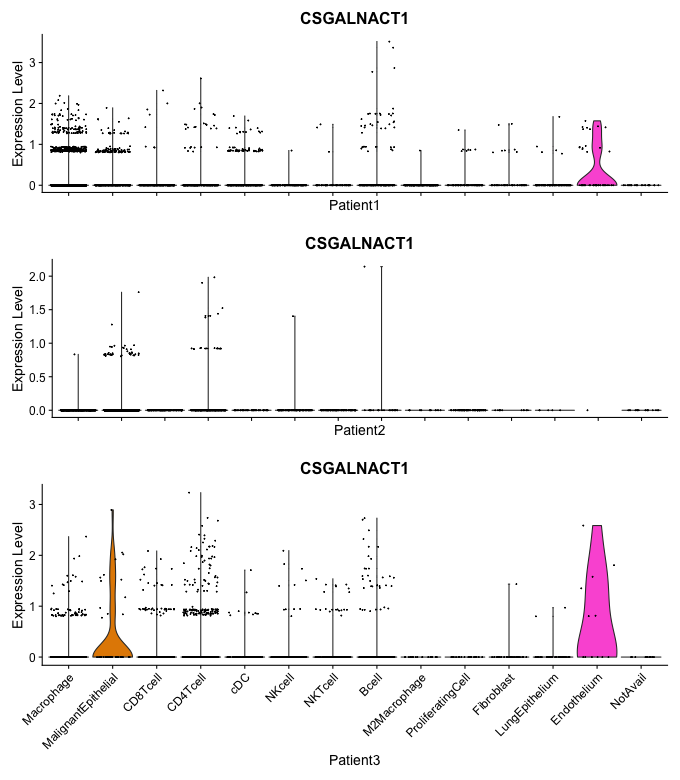 CSGALNACT1
Expression Level
3
2
1
0
Patient1
CSGALNACT1
Expression Level
2.0
1.5
1.0
0.5
0.0
Patient2
CSGALNACT1
Expression Level
3
2
1
0
Macrophage
MalignantEpithelial
CD8Tcell
CD4Tcell
cDC
NKcell
NKTcell
Bcell
M2Macrophage
ProliferatingCell
Fibroblast
LungEpithelium
Endothelium
NotAvail
Patient3